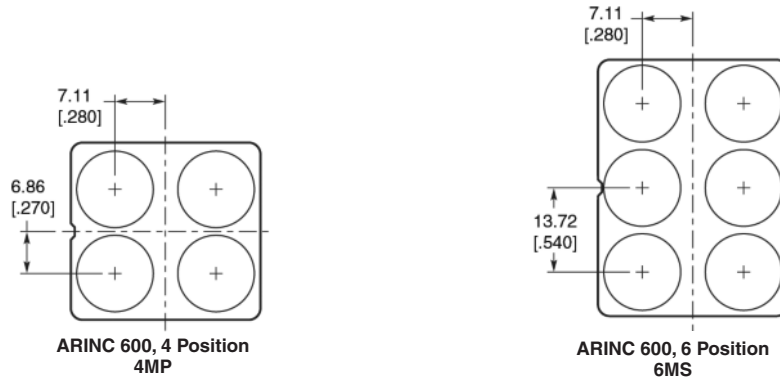 7.11
[.280]
6.86
[.270]
ARINC 600, 4 Position
4MP
7.11
[.280]
13.72
[.540]
ARINC 600, 6 Position
6MS